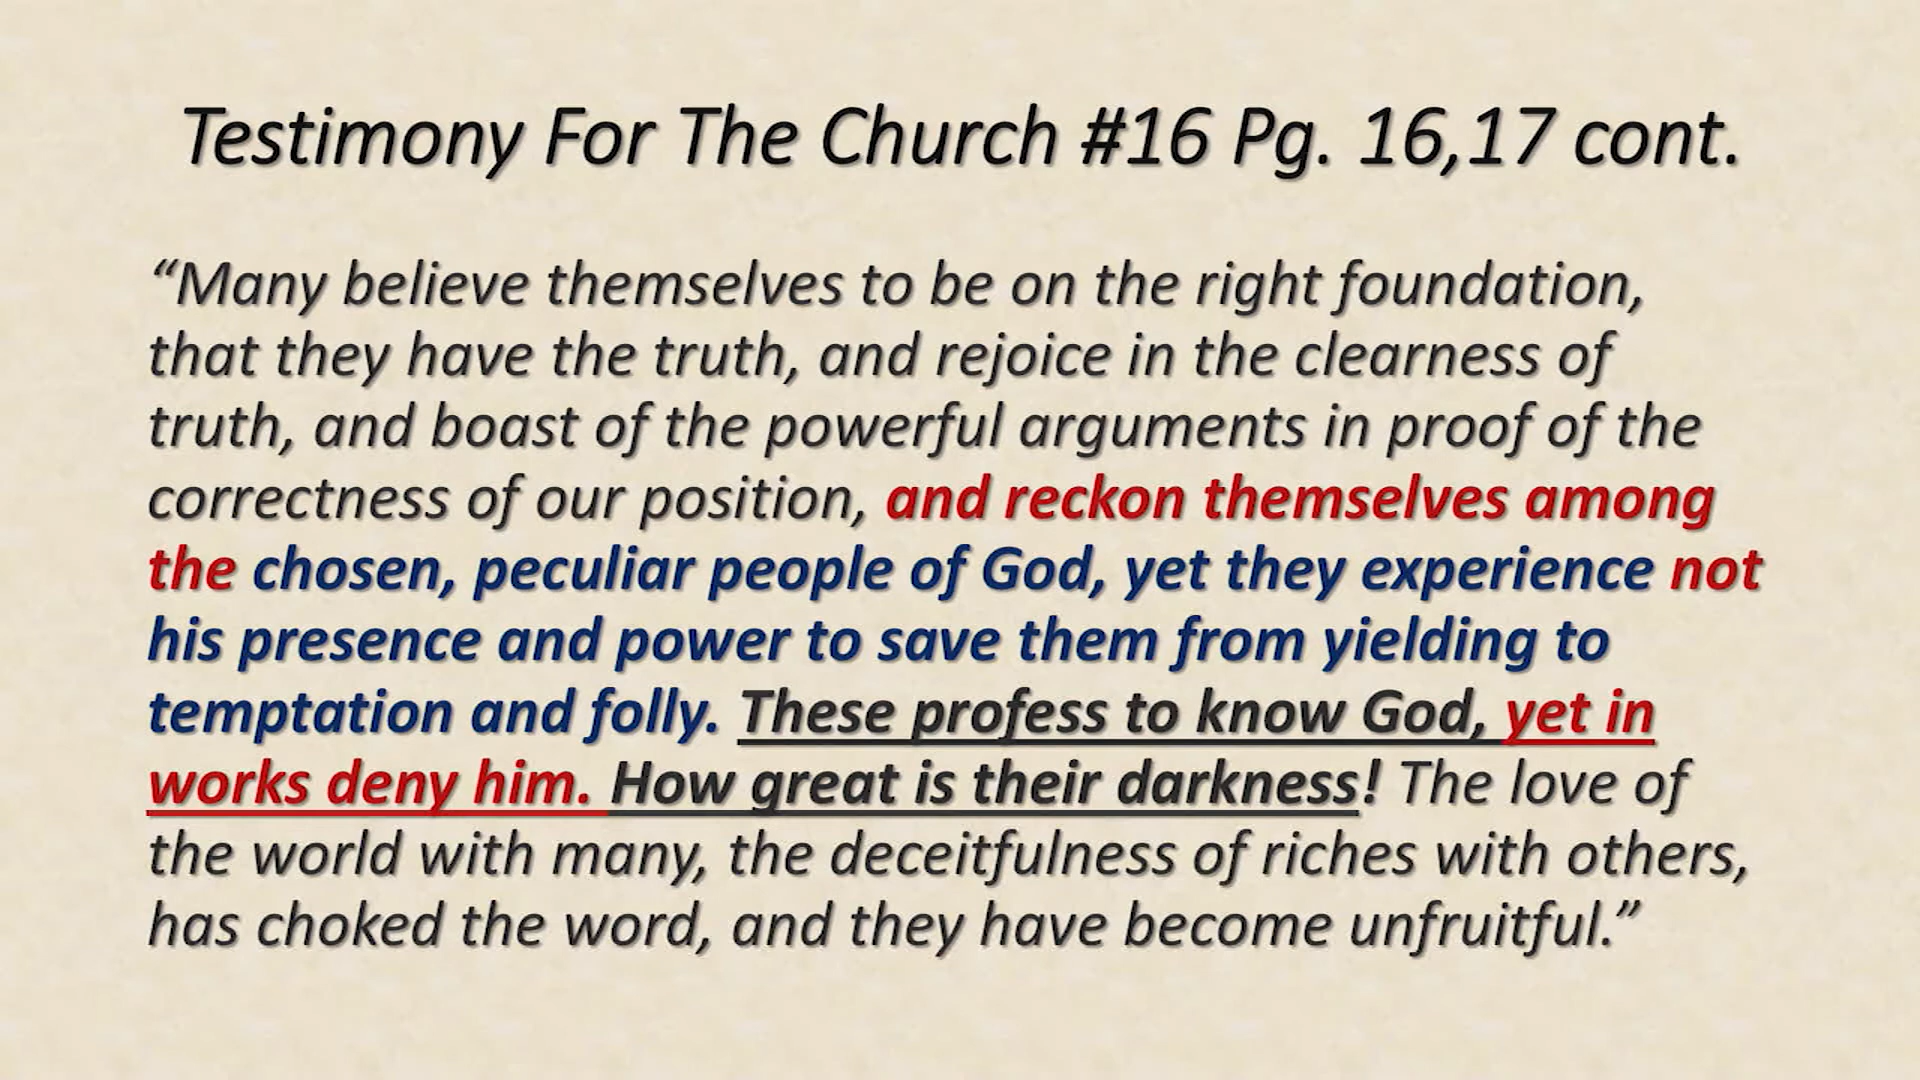 Testimony For The Church #16 Pg. 16,17 cont.
“Many believe themselves to be on the right foundation,
that they have the truth, and rejoice in the clearness of
truth, and boast of the powerful arguments in proof of the
correctness of our position, and reckon themselves among
the chosen, peculiar people of God, yet they experience not
his presence and power to save them from yielding to
temptation and folly. These profess to know God, yet in
works deny him. How great is their darkness! The love of
the world with many, the deceitfulness of riches with others,
has choked the word, and they have become unfruitful.”